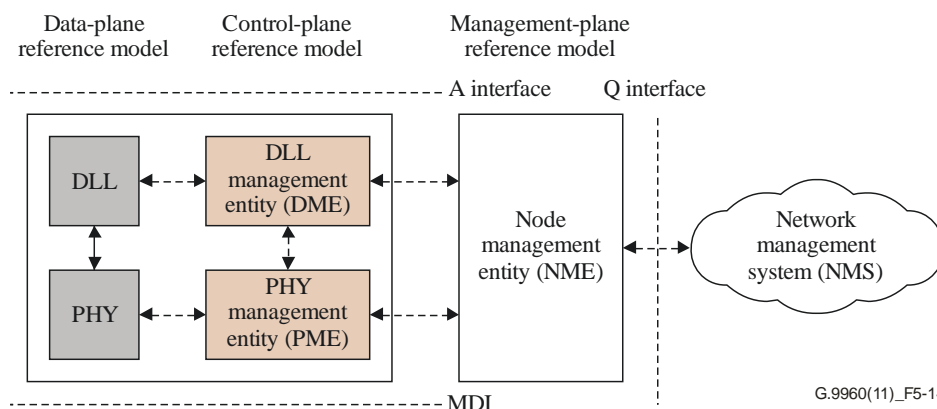 Data-plane
reference model
Control-plane
reference model
Management-plane
reference model
A interface
Q interface
DLL
DLL
management
entity (DME)
Node
management
entity (NME)
Network
management
system (NMS)
PHY
PHY
management
entity (PME)
MDI